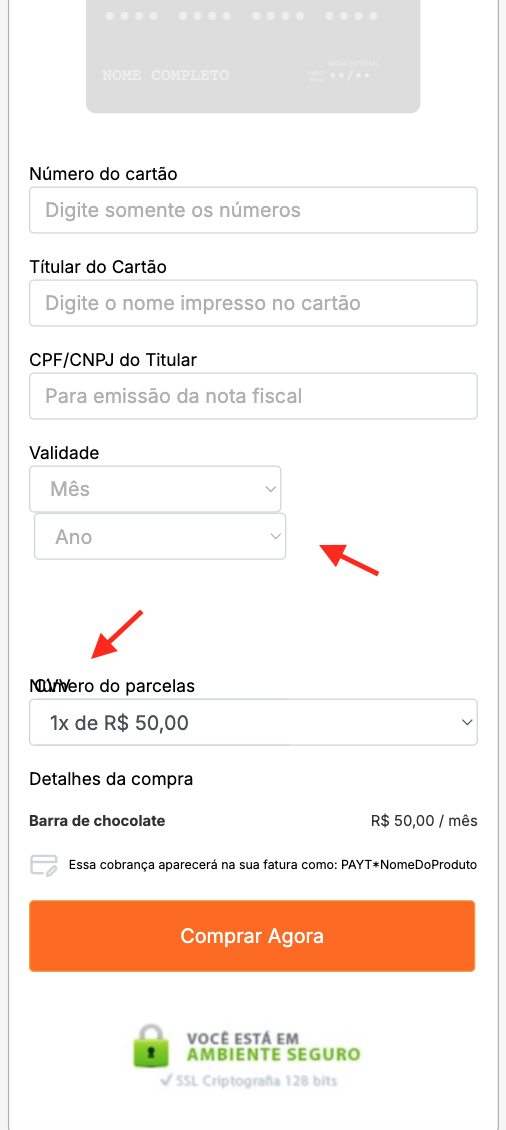 NOME COMPLETO
Número do cartão
Digite somente os números
Títular do Cartão
Digite o nome impresso no cartão
CPF/CNPJ do Titular
Para emissão da nota fiscal
Validade
Mês
Ano
CVV
Número do parcelas
1x de R$ 50,00
Detalhes da compra
Barra de chocolate R$ 50,00 / mês
Essa cobrança aparecerá na sua fatura como: PAYT*NomeDoProduto
Comprar Agora
VOCÊ ESTÁ EM
AMBIENTE SEGURO
SSL Criptografia 128 bits